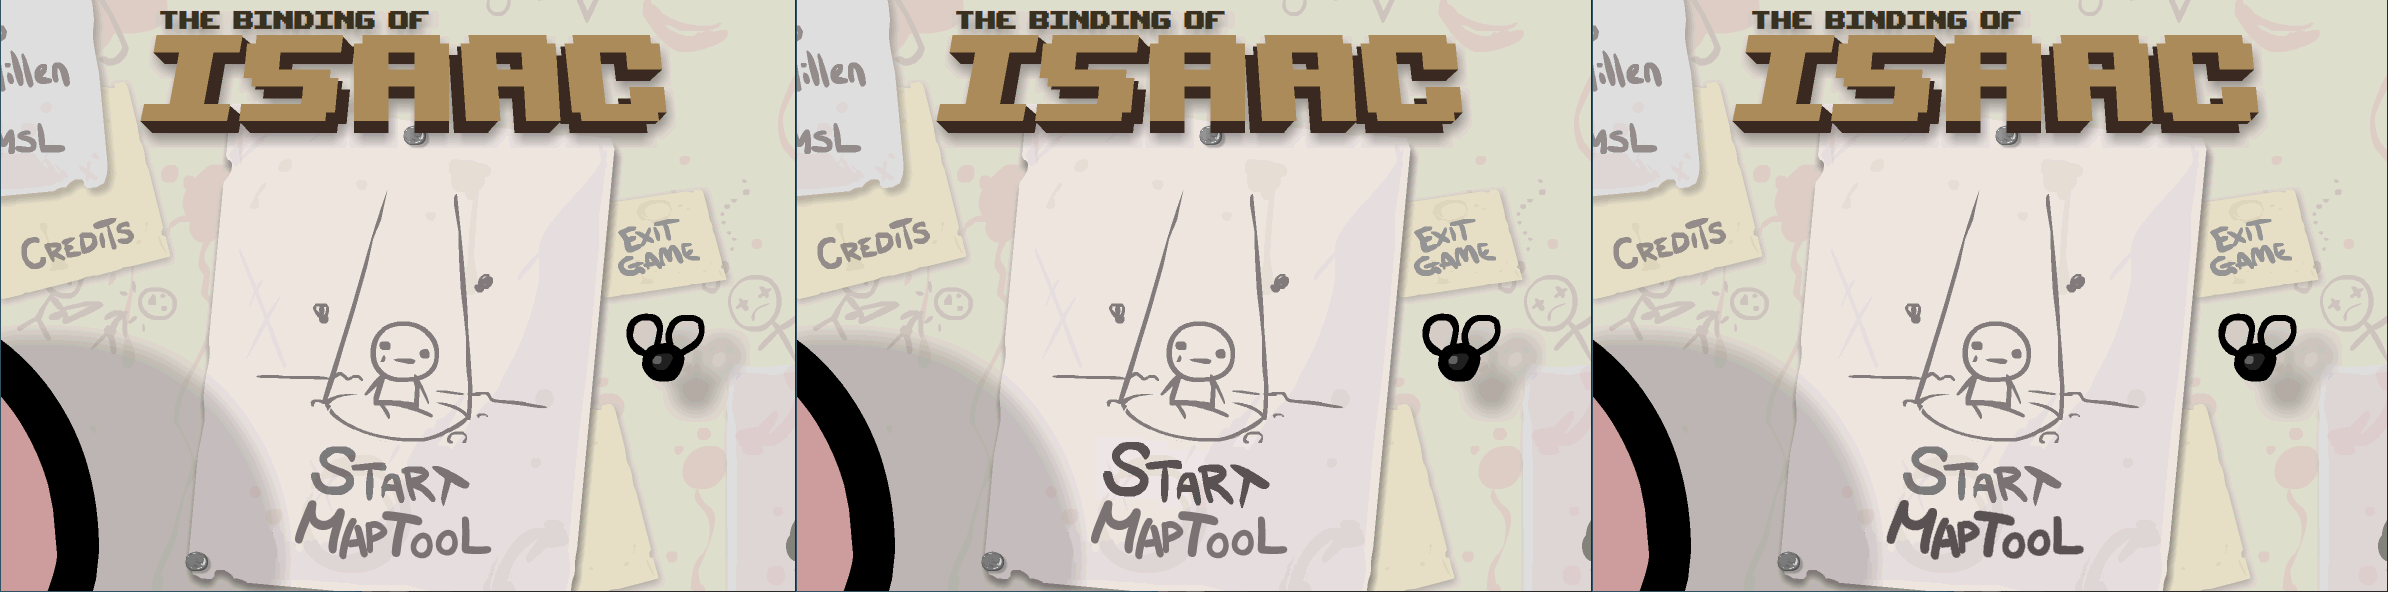 THE BINDING OF
ISAAC
illen
MSL
CREDITS
EXIT
GAME
START
MAPTOOL
THE BINDING OF
ISAAC
illen
MSL
CREDITS
EXIT
GAME
START
MAPTOOL
THE BINDING OF
ISAAC
illen
MSL
CREDITS
EXIT
GAME
START
MAPTOOL